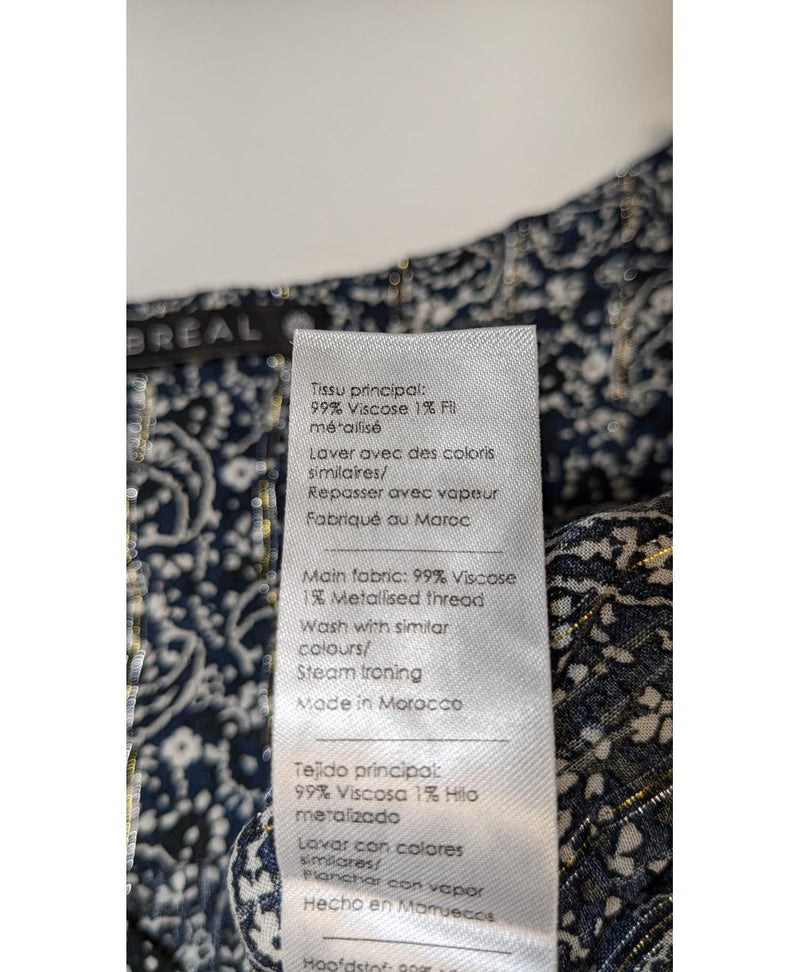 BRÉAL
Tissu principal:
99% Viscose 1% Fil
métallisé
Laver avec des coloris
similaires/
Repasser avec vapeur
Fabriqué au Maroc
Main fabric: 99% Viscose
1% Metallised thread
Wash with similar
colours/
Steam Ironing
Made in Morocco
Tejido principal:
99% Viscosa 1% Hilo
metalizado
Lavar con colores
similares/
Planchar con vapor
Hecho en Marruecos
Hoofdstof: 99%